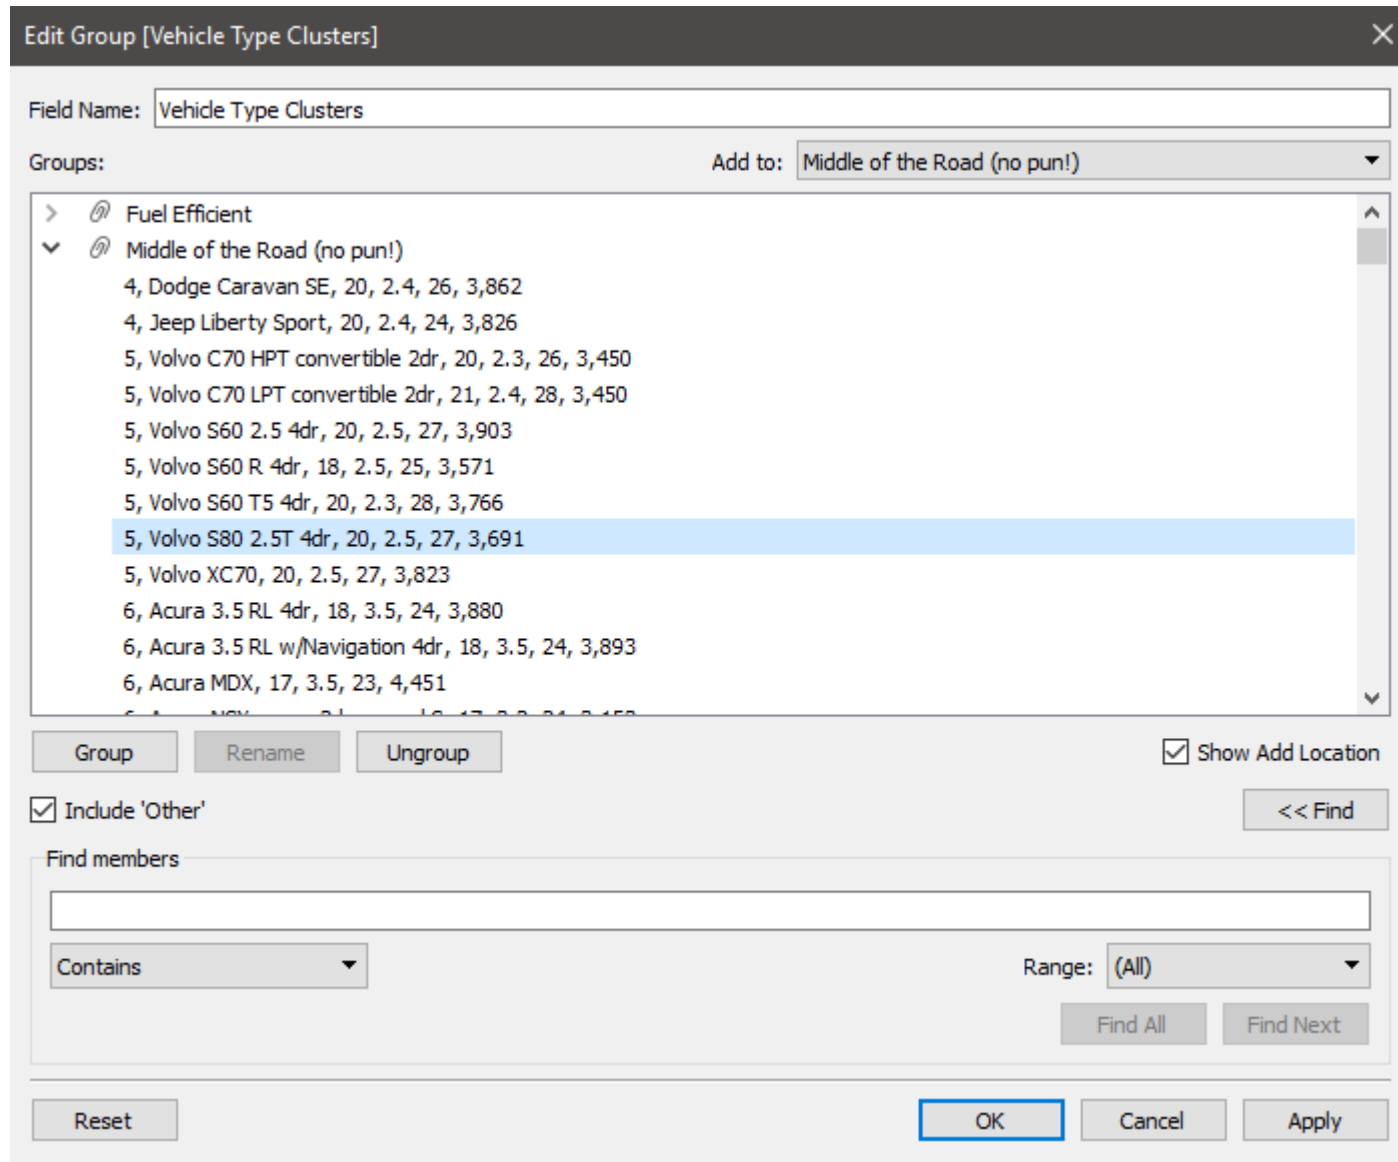 Edit Group [Vehicle Type Clusters]
Field Name: Vehicle Type Clusters
Groups: Add to: Middle of the Road (no pun!)
Fuel Efficient
Middle of the Road (no pun!)
4, Dodge Caravan SE, 20, 2.4, 26, 3,862
4, Jeep Liberty Sport, 20, 2.4, 24, 3,826
5, Volvo C70 HPT convertible 2dr, 20, 2.3, 26, 3,450
5, Volvo C70 LPT convertible 2dr, 21, 2.4, 28, 3,450
5, Volvo S60 2.5 4dr, 20, 2.5, 27, 3,903
5, Volvo S60 R 4dr, 18, 2.5, 25, 3,571
5, Volvo S60 T5 4dr, 20, 2.3, 28, 3,766
5, Volvo S80 2.5T 4dr, 20, 2.5, 27, 3,691
5, Volvo XC70, 20, 2.5, 27, 3,823
6, Acura 3.5 RL 4dr, 18, 3.5, 24, 3,880
6, Acura 3.5 RL w/Navigation 4dr, 18, 3.5, 24, 3,893
6, Acura MDX, 17, 3.5, 23, 4,451
Group Rename Ungroup Show Add Location
Include 'Other' << Find
Find members
Contains Range: (All)
Find All Find Next
Reset OK Cancel Apply